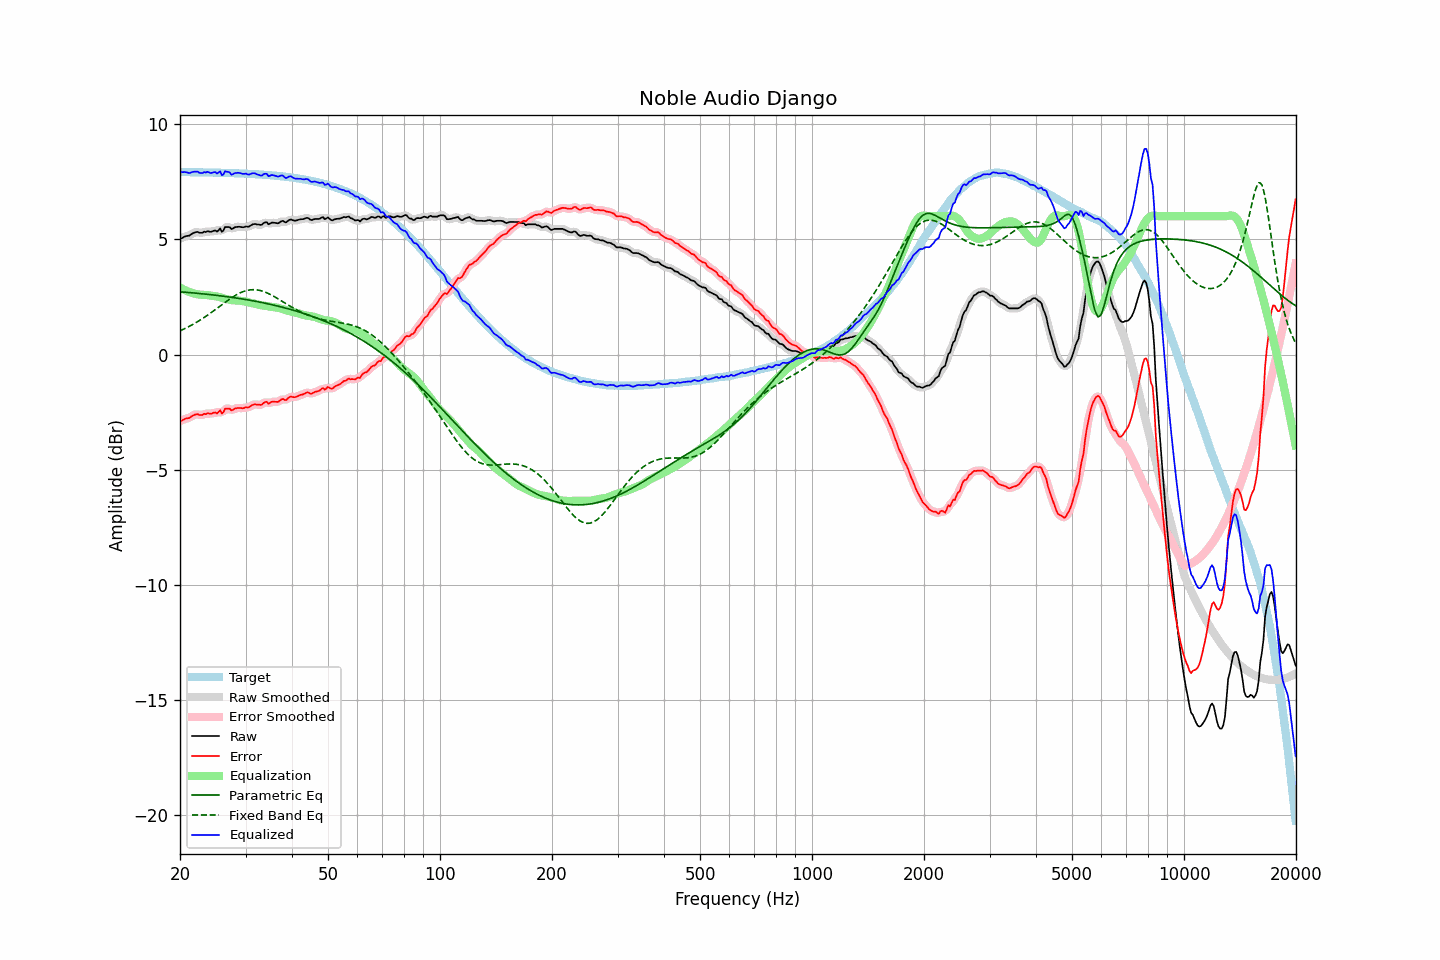 Noble Audio Django
10
5
0
−5
−10
−15
−20
Amplitude (dBr)
Target
Raw Smoothed
Error Smoothed
Raw
Error
Equalization
Parametric Eq
Fixed Band Eq
Equalized
20 50 100 200 500 1000 2000 5000 10000 20000
Frequency (Hz)